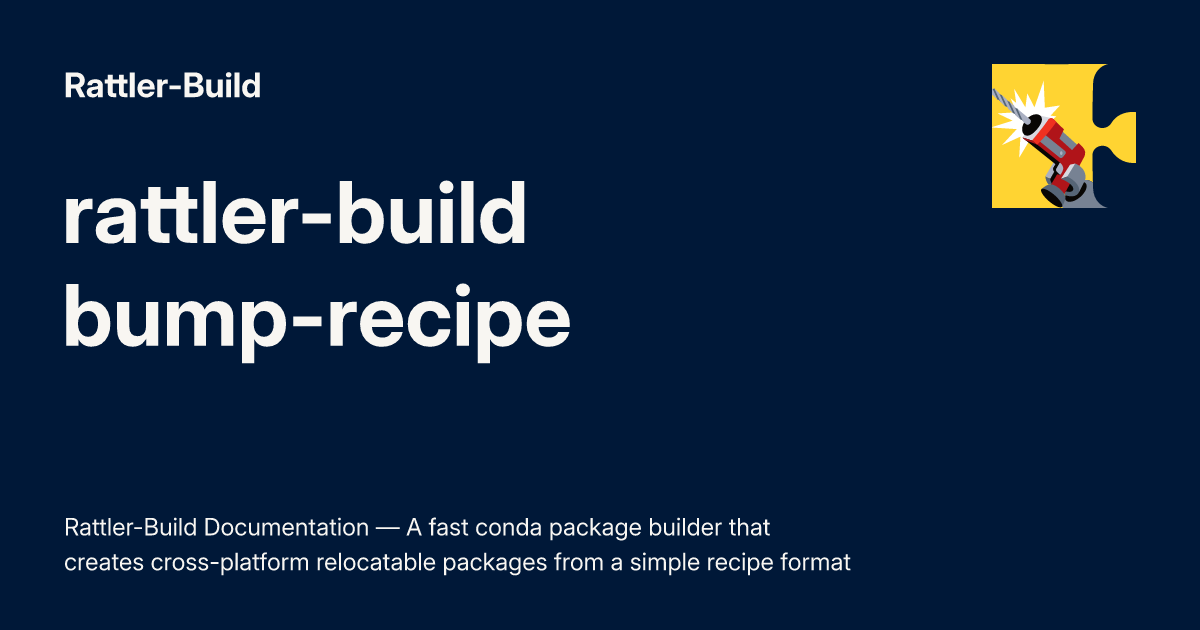 Rattler-Build
rattler-build
bump-recipe
Rattler-Build Documentation — A fast conda package builder that
creates cross-platform relocatable packages from a simple recipe format